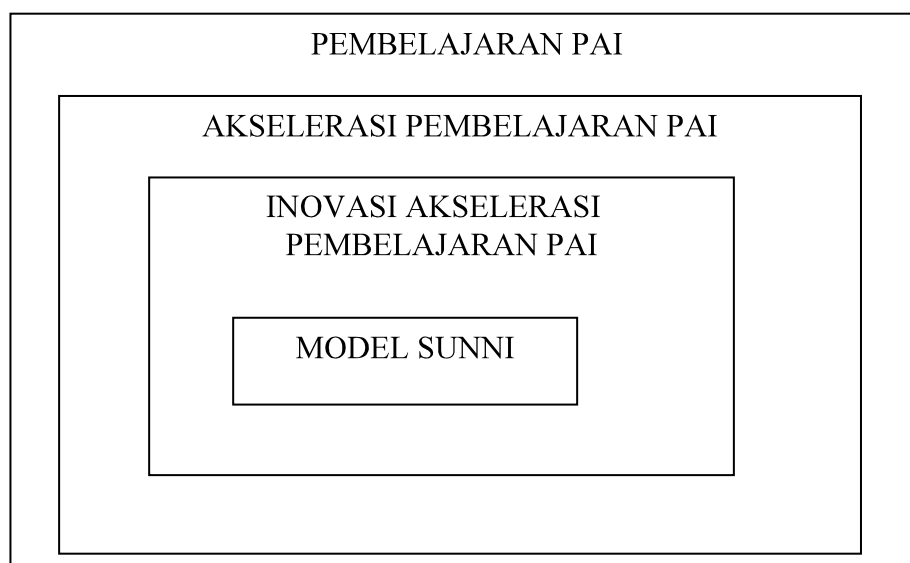 PEMBELAJARAN PAI
AKSELERASI PEMBELAJARAN PAI
INOVASI AKSELERASI
PEMBELAJARAN PAI
MODEL SUNNI